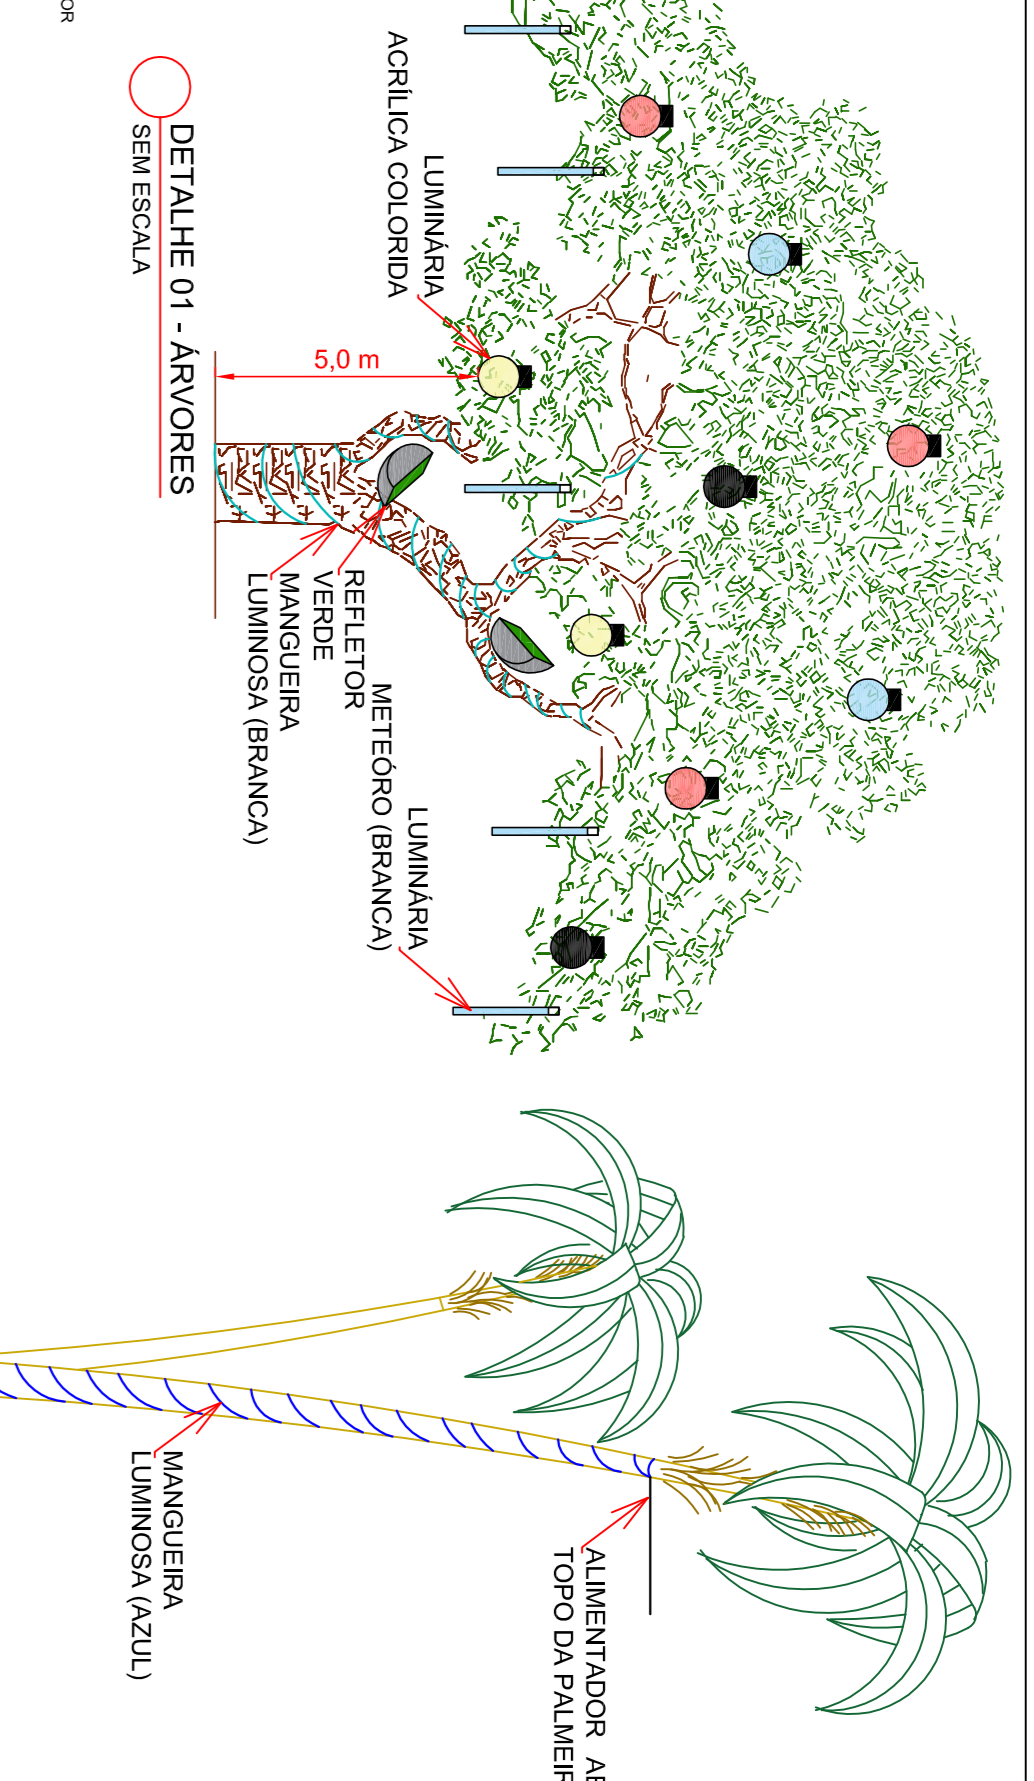 OR
DETALHE 01 - ÁRVORES
SEM ESCALA
LUMINÁRIA
ACRÍLICA COLORIDA
5,0 m
REFLETOR
VERDE
MANGUEIRA
LUMINOSA (BRANCA)
LUMINÁRIA
METEÓRO (BRANCA)
MANGUEIRA
LUMINOSA (AZUL)
ALIMENTADOR
TOPO DA